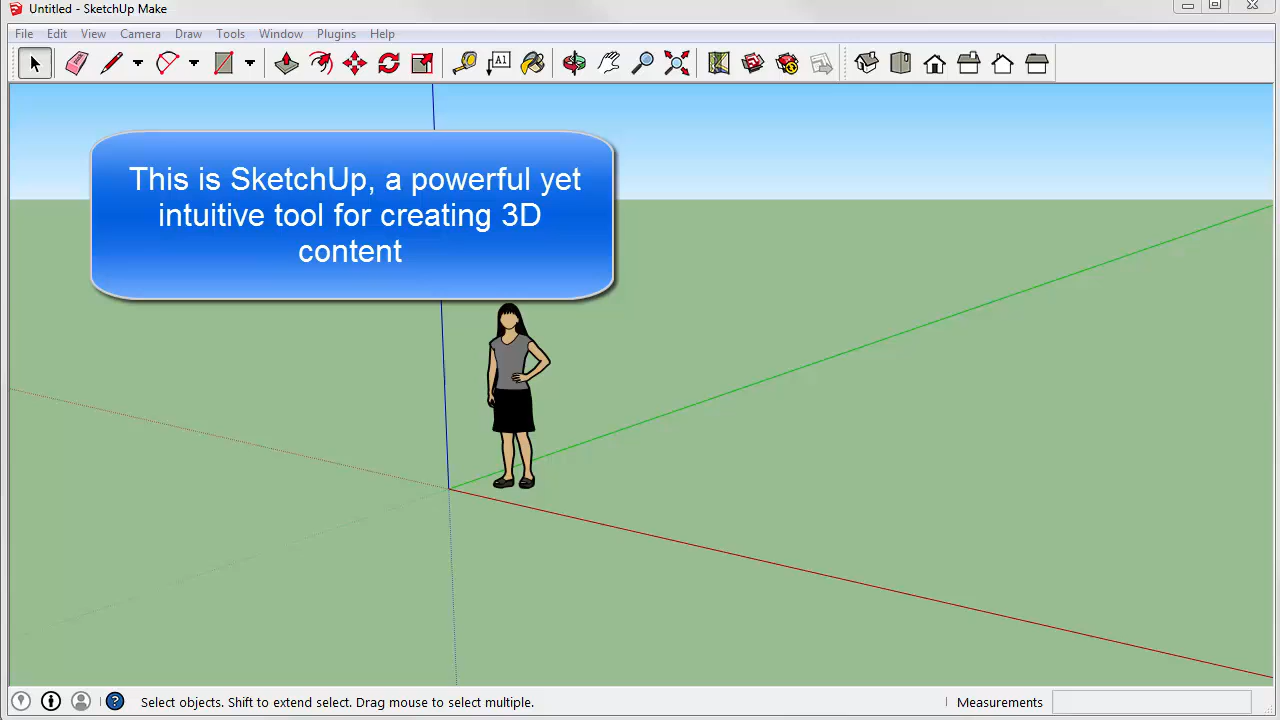 Untitled - SketchUp Make
File Edit View Camera Draw Tools Window Plugins Help
A1
This is SketchUp, a powerful yet
intuitive tool for creating 3D
content
Select objects. Shift to extend select. Drag mouse to select multiple.
Measurements